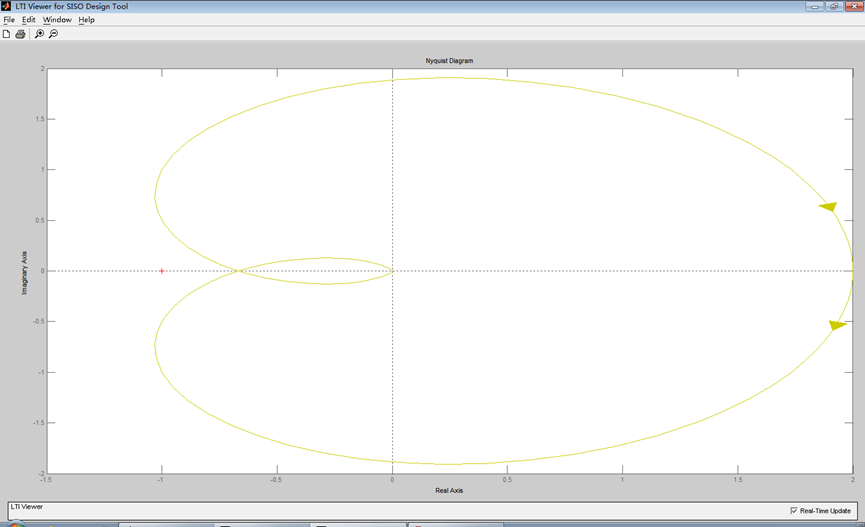 LTI Viewer for SISO Design Tool
File Edit Window Help
Nyquist Diagram
2
1.5
1
0.5
0
-0.5
-1
-1.5
-2
Imaginary Axis
-1.5 -1 -0.5 0 0.5 1 1.5 2
Real Axis
LTI Viewer
Real-Time Update